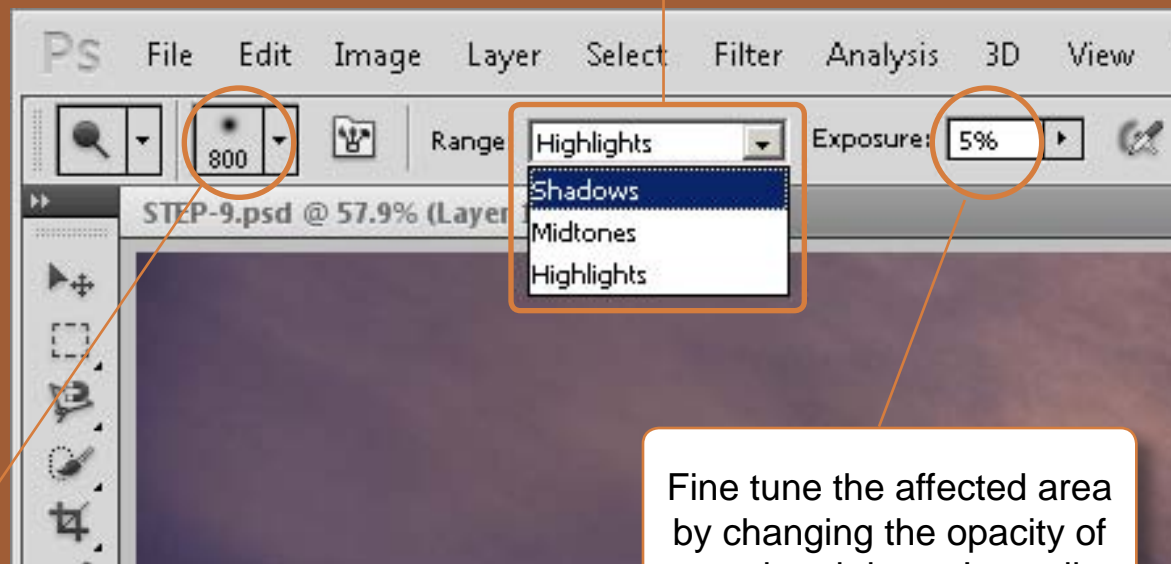 Ps File Edit Image Layer Select Filter Analysis 3D View
800 Range: Highlights Exposure: 5%
Shadows
STEP-9.psd @ 57.9% (Layer
Midtones
Highlights
Fine tune the affected area
by changing the opacity of